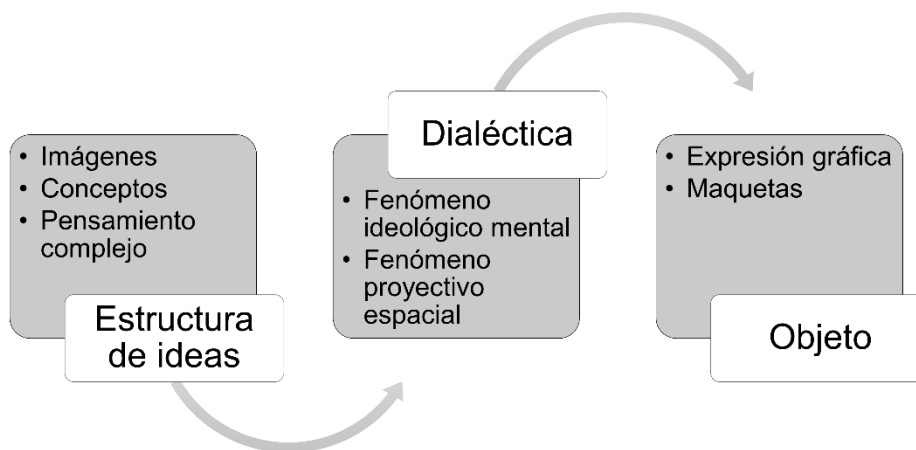 • Imágenes
• Conceptos
• Pensamiento
complejo
Estructura
de ideas
Dialéctica
• Fenómeno
ideológico mental
• Fenómeno
proyectivo
espacial
• Expresión gráfica
• Maquetas
Objeto